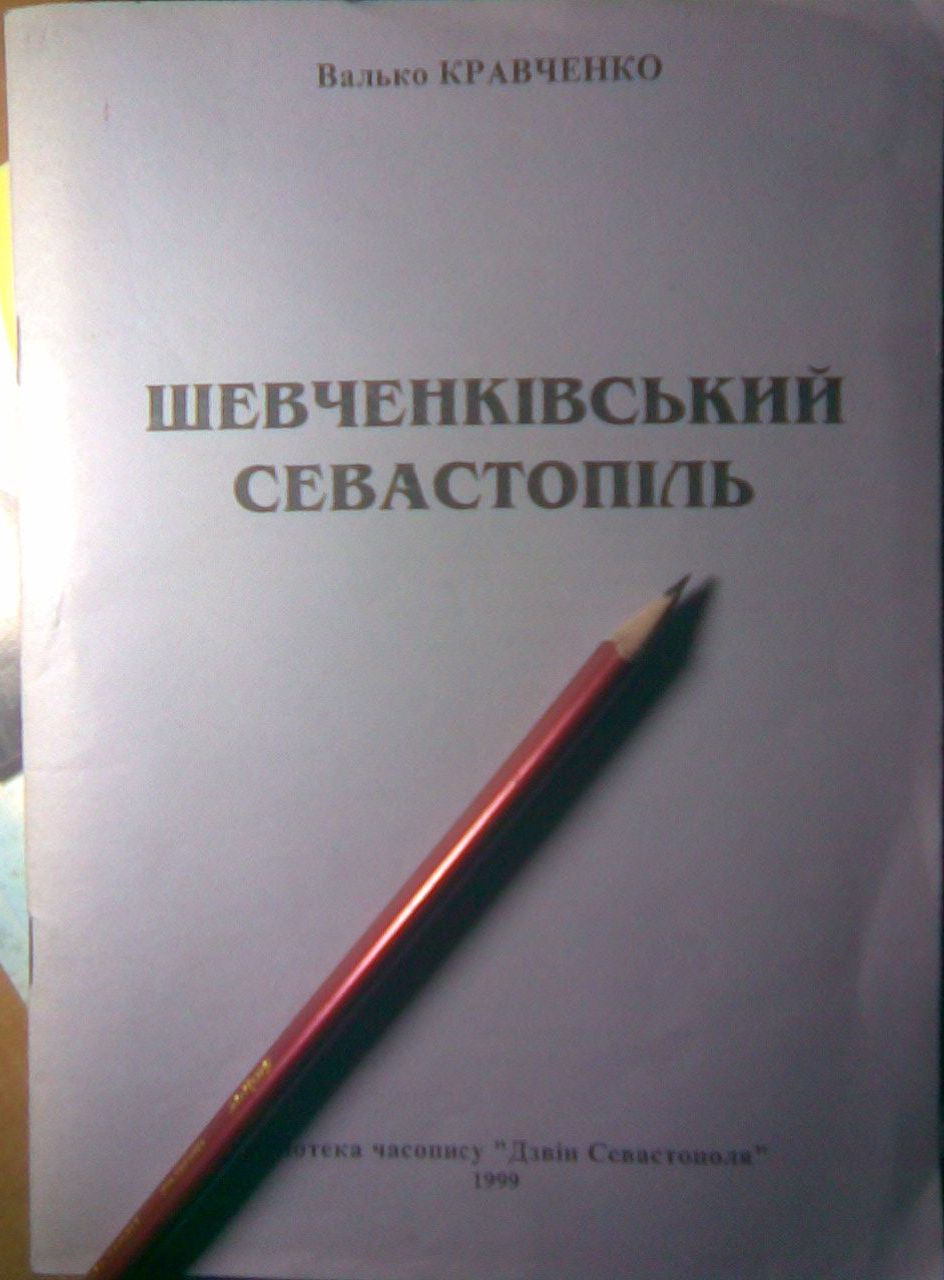 Валько КРАВЧЕНКО
ШЕВЧЕНКІВСЬКИЙ
СЕВАСТОПІЛЬ
часопису "Дзвін Севастополя"
1999